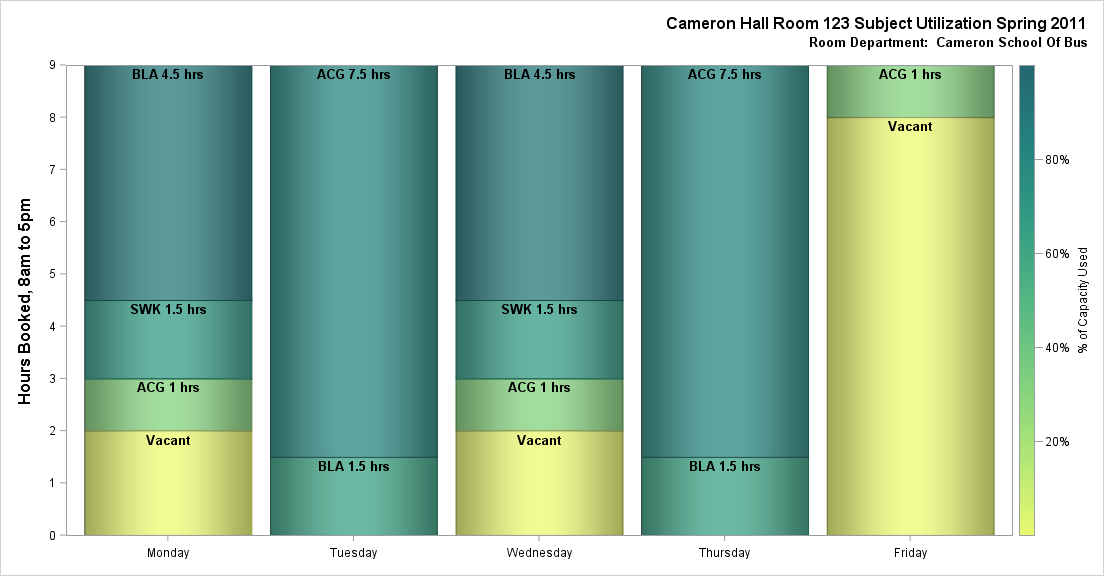 Cameron Hall Room 123 Subject Utilization Spring 2011
Room Department:  Cameron School Of Bus
Hours Booked, 8am to 5pm
9
8
7
6
5
4
3
2
1
0
BLA 4.5 hrs
SWK 1.5 hrs
ACG 1 hrs
Vacant
ACG 7.5 hrs
BLA 1.5 hrs
BLA 4.5 hrs
SWK 1.5 hrs
ACG 1 hrs
Vacant
ACG 7.5 hrs
BLA 1.5 hrs
ACG 1 hrs
Vacant
Monday
Tuesday
Wednesday
Thursday
Friday
80%
60%
40%
20%
% of Capacity Used